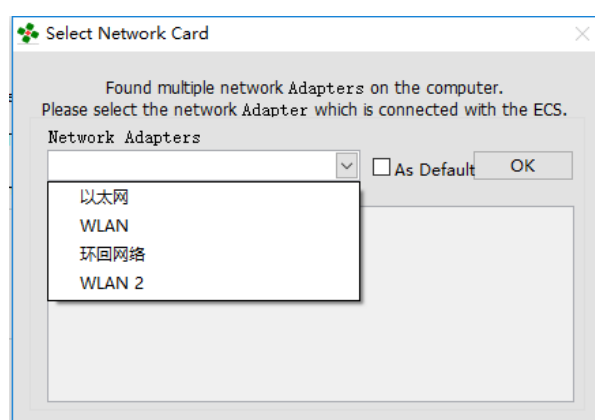 Select Network Card
Found multiple network Adapters on the computer.
Please select the network Adapter which is connected with the ECS.
Network Adapters
As Default OK
以太网
WLAN
环回网络
WLAN 2